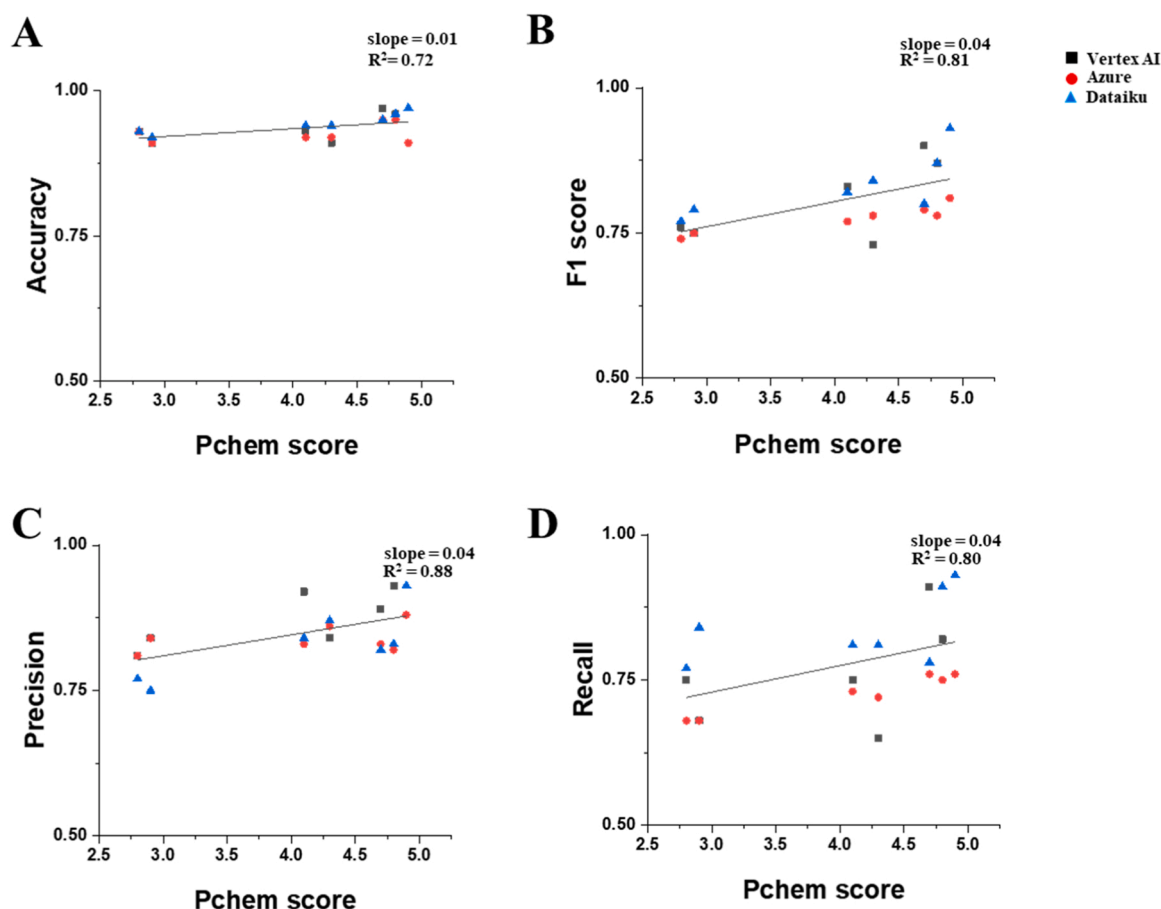 A
slope = 0.01
R²= 0.72
1.00
0.75
0.50
Accuracy
2.5 3.0 3.5 4.0 4.5 5.0
Pchem score
B
slope = 0.04
R² = 0.81
1.00
0.75
0.50
F1 score
2.5 3.0 3.5 4.0 4.5 5.0
Pchem score
Vertex AI
Azure
Dataiku
C
slope = 0.04
R² = 0.88
1.00
0.75
0.50
Precision
2.5 3.0 3.5 4.0 4.5 5.0
Pchem score
D
slope = 0.04
R² = 0.80
1.00
0.75
0.50
Recall
2.5 3.0 3.5 4.0 4.5 5.0
Pchem score